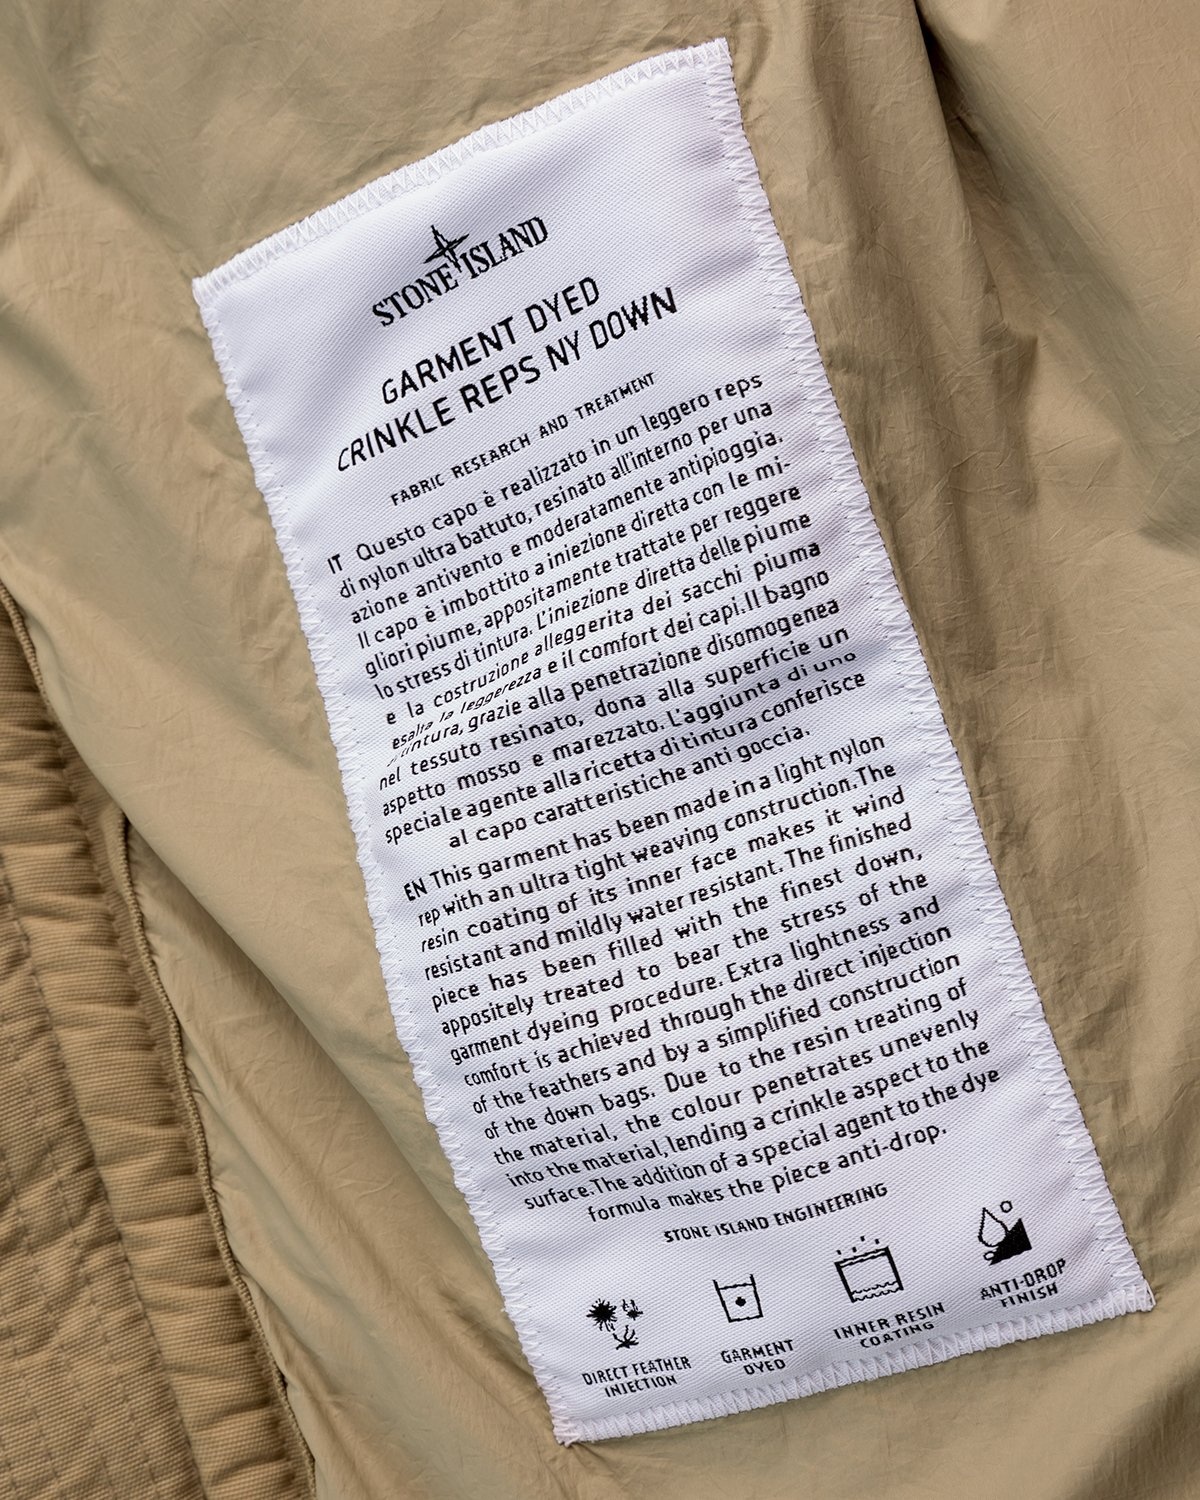 STONE ISLAND
GARMENT DYED
CRINKLE REPS NY DOWN
FABRIC RESEARCH AND TREATMENT
IT Questo capo è realizzato in un leggero reps
di nylon ultra battuto, resinato all'interno per una
azione antivento e moderatamente antipioggia.
Il capo è imbottito a iniezione diretta con le mi-
gliori piume, appositamente trattate per reggere
lo stress di tintura. L'iniezione diretta delle piume
e la costruzione alleggerita dei sacchi piuma
esalta la leggerezza e il comfort dei capi. Il bagno
di tintura, grazie alla penetrazione disomogenea
nel tessuto resinato, dona alla superficie un
aspetto mosso e marezzato. L'aggiunta di uno
speciale agente alla ricetta di tintura conferisce
al capo caratteristiche anti goccia.
EN This garment has been made in a light nylon
rep with an ultra tight weaving construction. The
resin coating of its inner face makes it wind
resistant and mildly water resistant. The finished
piece has been filled with the finest down,
appositely treated to bear the stress of the
garment dyeing procedure. Extra lightness and
comfort is achieved through the direct injection
of the feathers and by a simplified construction
of the down bags. Due to the resin treating of
the material, the colour penetrates unevenly
into the material, lending a crinkle aspect to the
surface. The addition of a special agent to the dye
formula makes the piece anti-drop.
STONE ISLAND ENGINEERING
DIRECT FEATHER
INJECTION
GARMENT
DYED
INNER RESIN
COATING
ANTI-DROP
FINISH